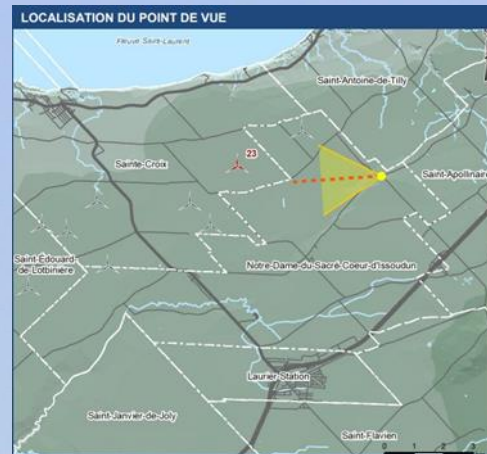 LOCALISATION DU POINT DE VUE
Fleuve Saint-Laurent
Saint-Antoine-de-Tilly
23
Sainte-Croix
Saint-Apollinaire
Saint-Édouard-
de-Lotbinière
Notre-Dame-du-Sacré-Coeur-d'Issoudun
Laurier-Station
Saint-Janvier-de-Joly
Saint-Flavien
0 1 2 3